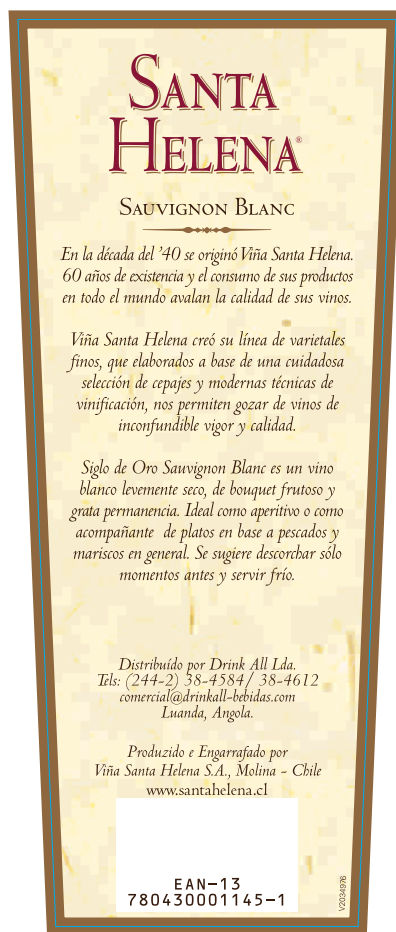 SANTA
HELENA®
SAUVIGNON BLANC
En la década del ’40 se originó Viña Santa Helena.
60 años de existencia y el consumo de sus productos
en todo el mundo avalan la calidad de sus vinos.
Viña Santa Helena creó su línea de varietales
finos, que elaborados a base de una cuidadosa
selección de cepajes y modernas técnicas de
vinificación, nos permiten gozar de vinos de
inconfundible vigor y calidad.
Siglo de Oro Sauvignon Blanc es un vino
blanco levemente seco, de bouquet frutoso y
grata permanencia. Ideal como aperitivo o como
acompañante de platos en base a pescados y
mariscos en general. Se sugiere descorchar sólo
momentos antes y servir frío.
Distribuído por Drink All Lda.
Tels: (244-2) 38-4584/ 38-4612
comercial@drinkall-bebidas.com
Luanda, Angola.
Produzido e Engarrafado por
Viña Santa Helena S.A., Molina - Chile
www.santahelena.cl
EAN-13
780430001145-1
V2034976